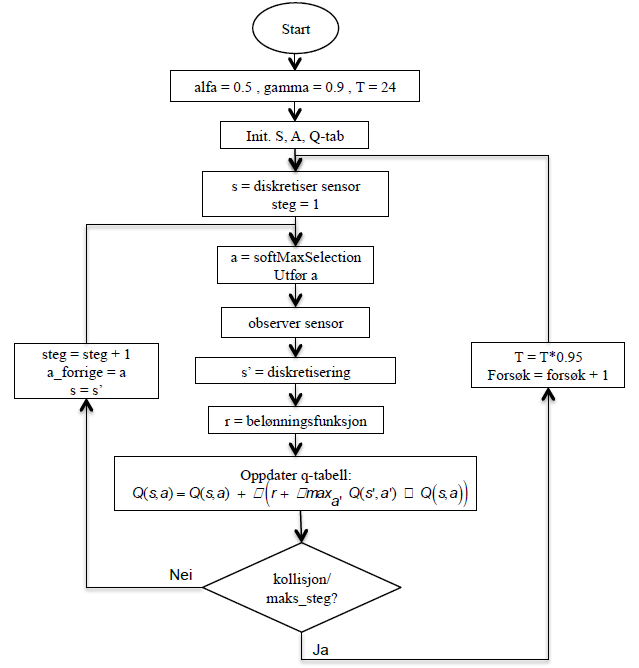 Start
alfa = 0.5 , gamma = 0.9 , T = 24
Init. S, A, Q-tab
s = diskretiser sensor
steg = 1
a = softMaxSelection
Utfør a
observer sensor
steg = steg + 1
a_forrige = a
s = s’
T = T*0.95
Forsøk = forsøk + 1
s’ = diskretisering
r = belønningsfunksjon
Oppdater q-tabell:
Q(s,a) = Q(s,a) + □(r + □max_a' Q(s',a') □ Q(s,a))
Nei
kollisjon/
maks_steg?
Ja